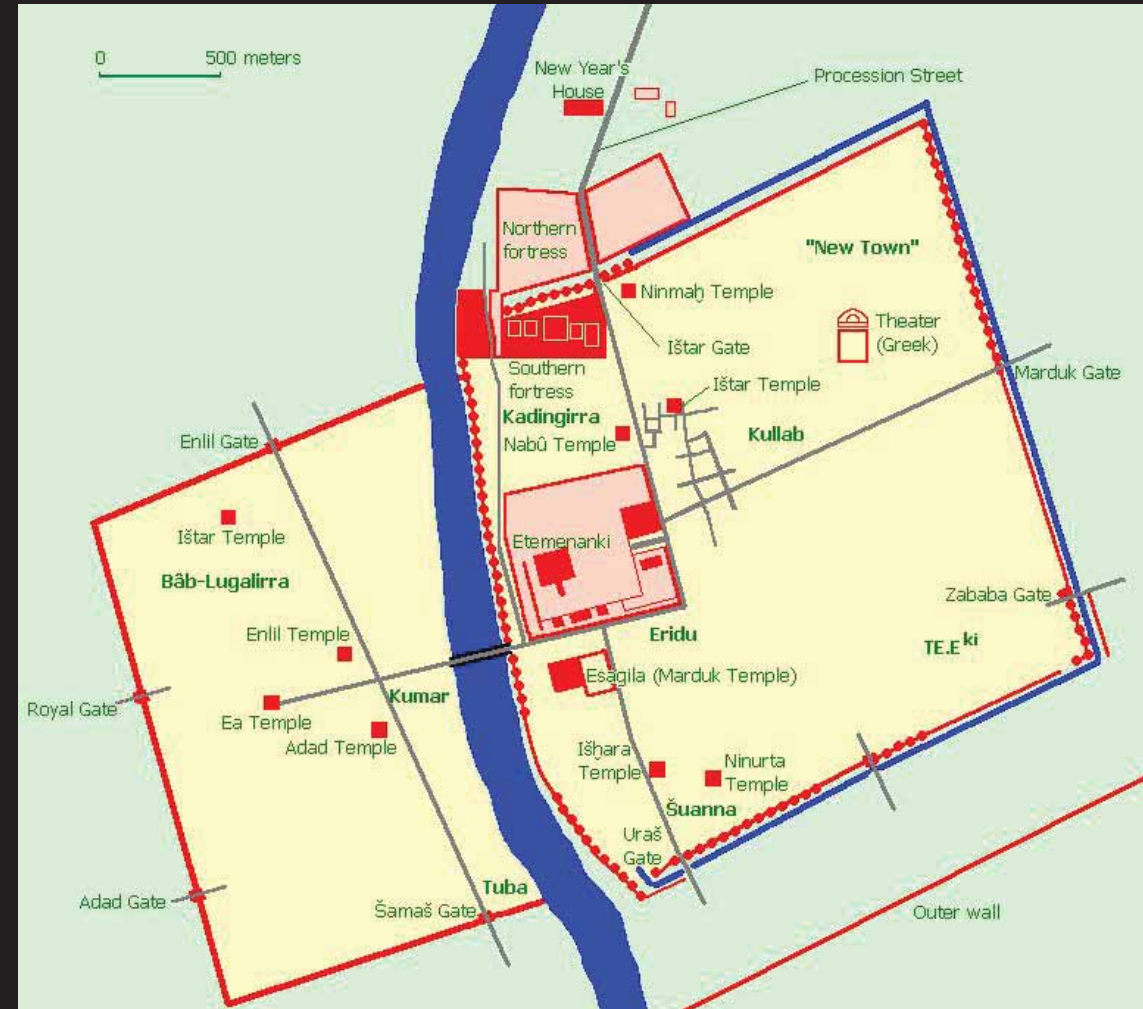 0 500 meters
New Year's
House
Procession Street
Northern
fortress
"New Town"
Ninmaḫ Temple
Theater
(Greek)
Ištar Gate
Southern
fortress
Ištar Temple
Marduk Gate
Kadingirra
Nabû Temple
Kullab
Enlil Gate
Ištar Temple
Etemenanki
Bâb-Lugalirra
Zababa Gate
Enlil Temple
Eridu
TE.E ki
Esagila (Marduk Temple)
Kumar
Royal Gate
Ea Temple
Adad Temple
Išḫara
Temple
Ninurta
Temple
Šuanna
Uraš
Gate
Tuba
Adad Gate
Šamaš Gate
Outer wall